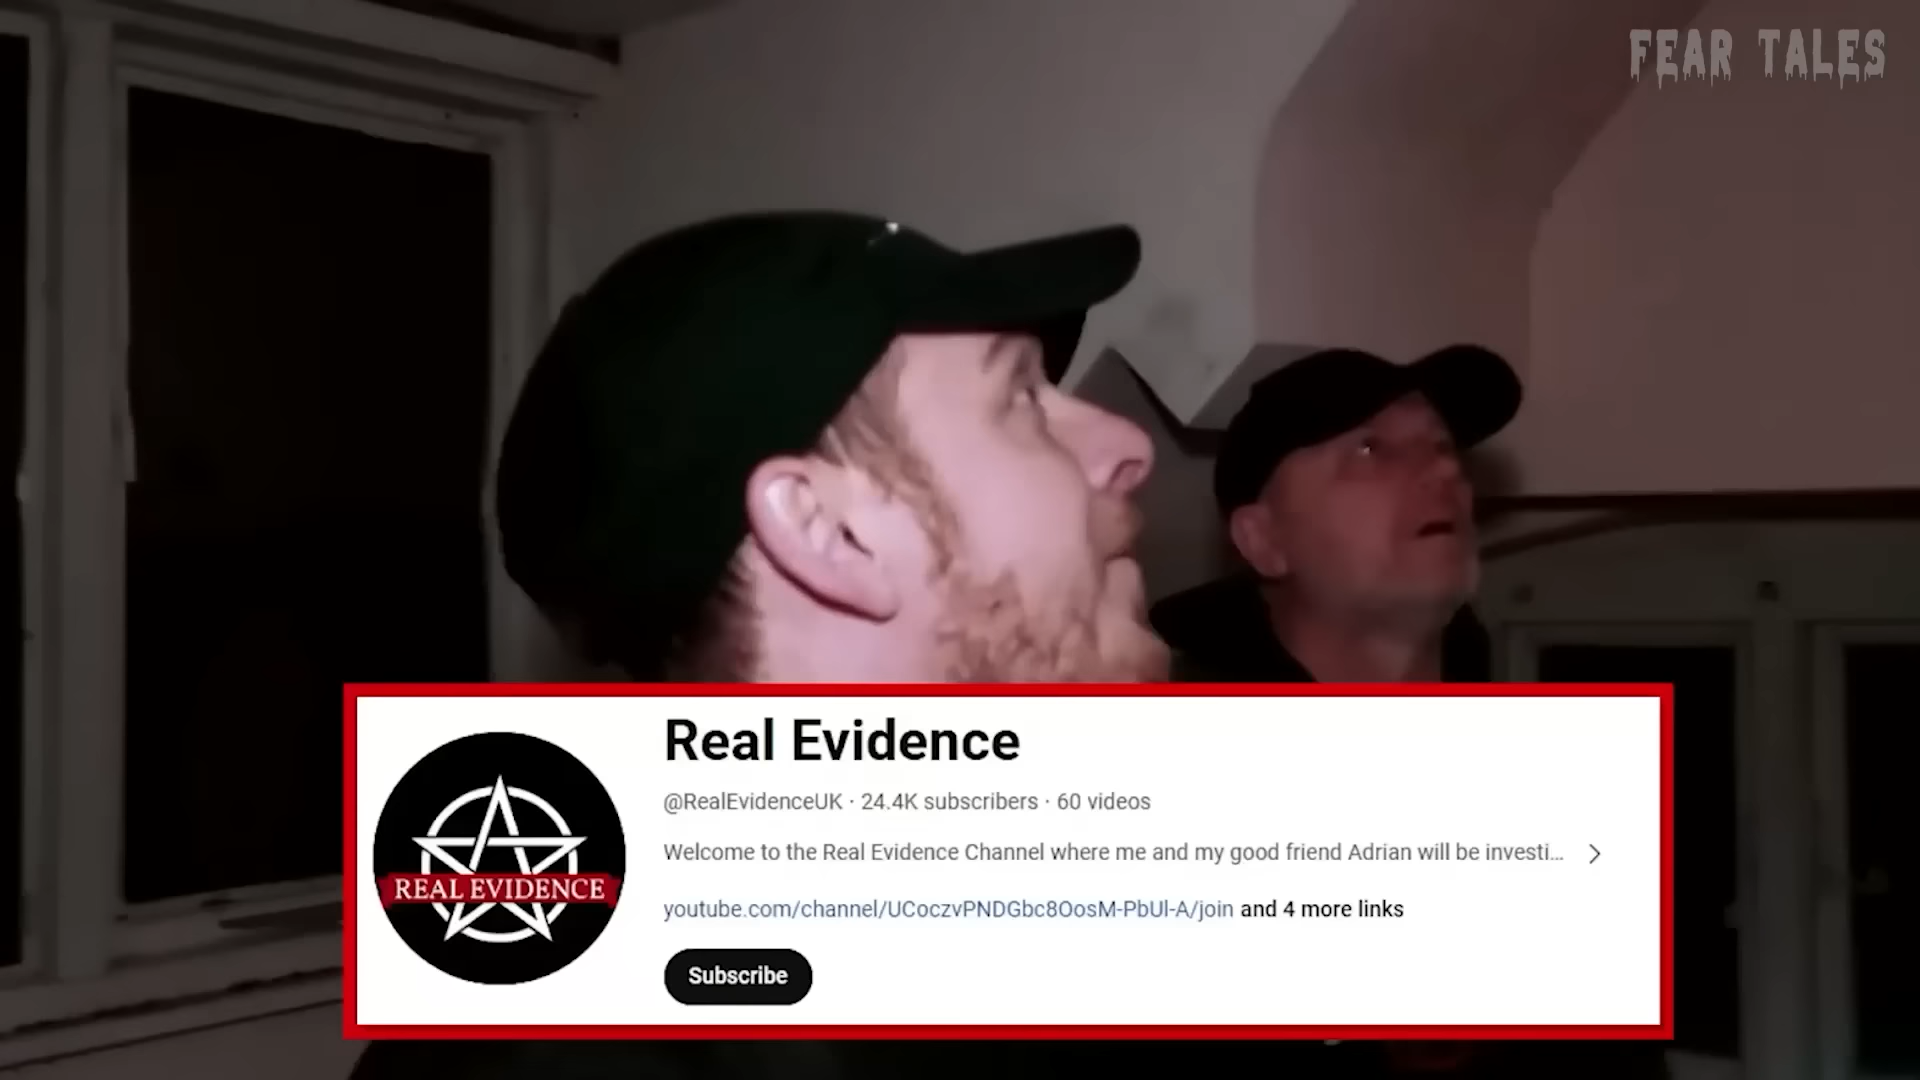 FEAR TALES
Real Evidence
@RealEvidenceUK · 24.4K subscribers · 60 videos
Welcome to the Real Evidence Channel where me and my good friend Adrian will be investi...
REAL EVIDENCE
youtube.com/channel/UCoczvPNDGbc8OosM-PbUl-A/join and 4 more links
Subscribe